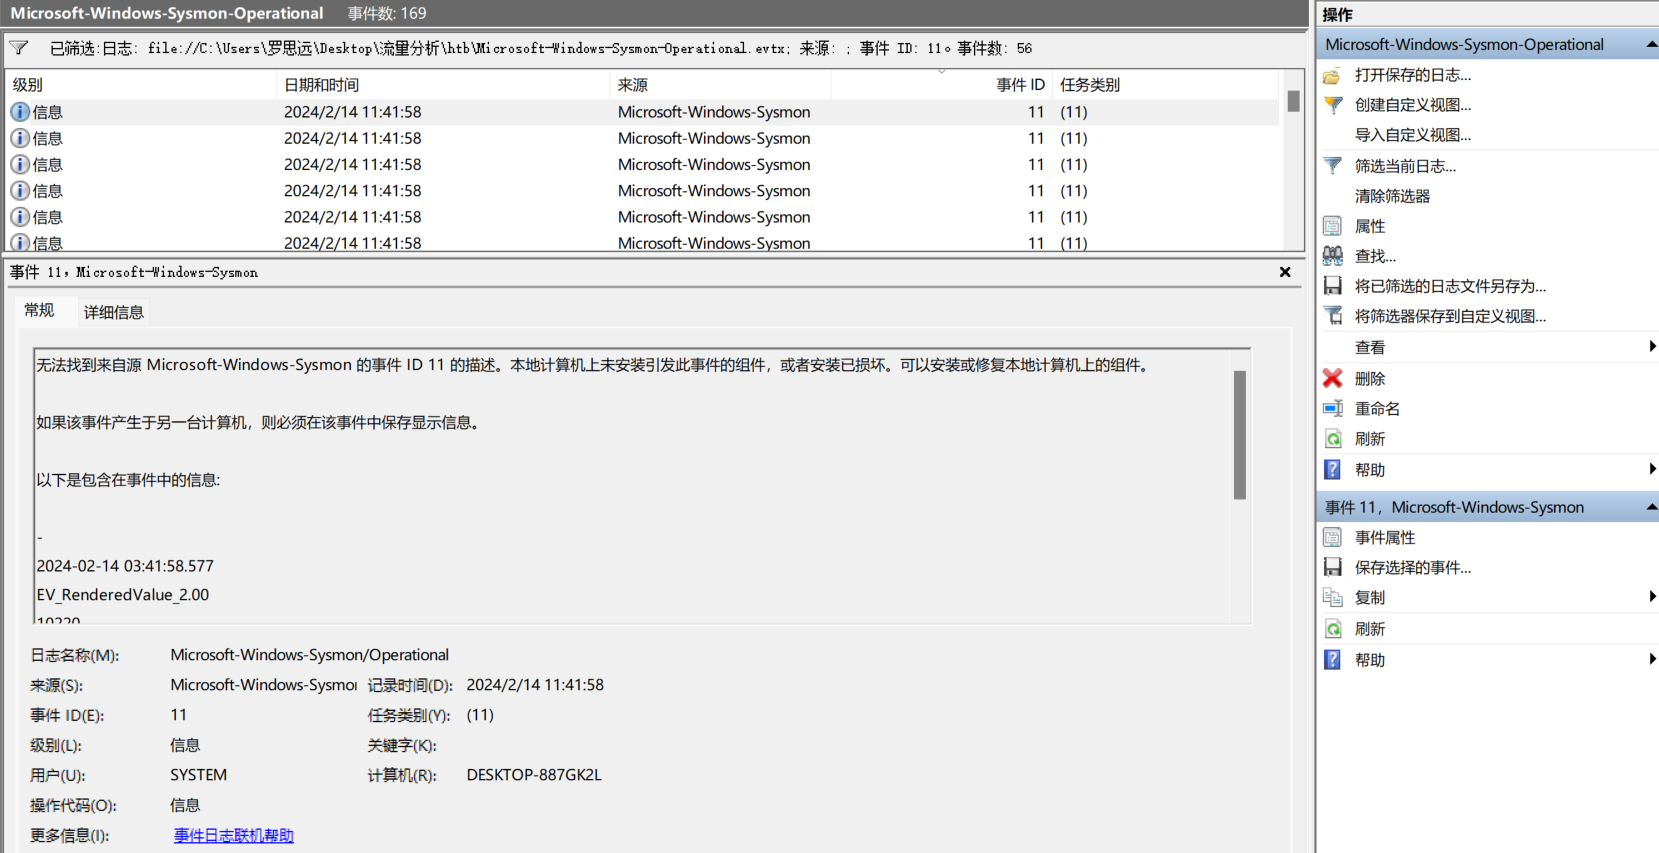 Microsoft-Windows-Sysmon-Operational 事件数: 169
已筛选:日志: file://C:\Users\罗思远\Desktop\流量分析\htb\Microsoft-Windows-Sysmon-Operational.evtx; 来源: ; 事件 ID: 11。事件数: 56
级别 日期和时间 来源 事件 ID 任务类别
信息 2024/2/14 11:41:58 Microsoft-Windows-Sysmon 11 (11)
信息 2024/2/14 11:41:58 Microsoft-Windows-Sysmon 11 (11)
信息 2024/2/14 11:41:58 Microsoft-Windows-Sysmon 11 (11)
信息 2024/2/14 11:41:58 Microsoft-Windows-Sysmon 11 (11)
信息 2024/2/14 11:41:58 Microsoft-Windows-Sysmon 11 (11)
信息 2024/2/14 11:41:58 Microsoft-Windows-Sysmon 11 (11)
事件 11，Microsoft-Windows-Sysmon
常规 详细信息
无法找到来自源 Microsoft-Windows-Sysmon 的事件 ID 11 的描述。本地计算机上未安装引发此事件的组件，或者安装已损坏。可以安装或修复本地计算机上的组件。
如果该事件产生于另一台计算机，则必须在该事件中保存显示信息。
以下是包含在事件中的信息:
-
2024-02-14 03:41:58.577
EV_RenderedValue_2.00
10220
日志名称(M): Microsoft-Windows-Sysmon/Operational
来源(S): Microsoft-Windows-Sysmon 记录时间(D): 2024/2/14 11:41:58
事件 ID(E): 11 任务类别(Y): (11)
级别(L): 信息 关键字(K):
用户(U): SYSTEM 计算机(R): DESKTOP-887GK2L
操作代码(O): 信息
更多信息(I): 事件日志联机帮助
操作
Microsoft-Windows-Sysmon-Operational
打开保存的日志...
创建自定义视图...
导入自定义视图...
筛选当前日志...
清除筛选器
属性
查找...
将已筛选的日志文件另存为...
将筛选器保存到自定义视图...
查看
删除
重命名
刷新
帮助
事件 11，Microsoft-Windows-Sysmon
事件属性
保存选择的事件...
复制
刷新
帮助